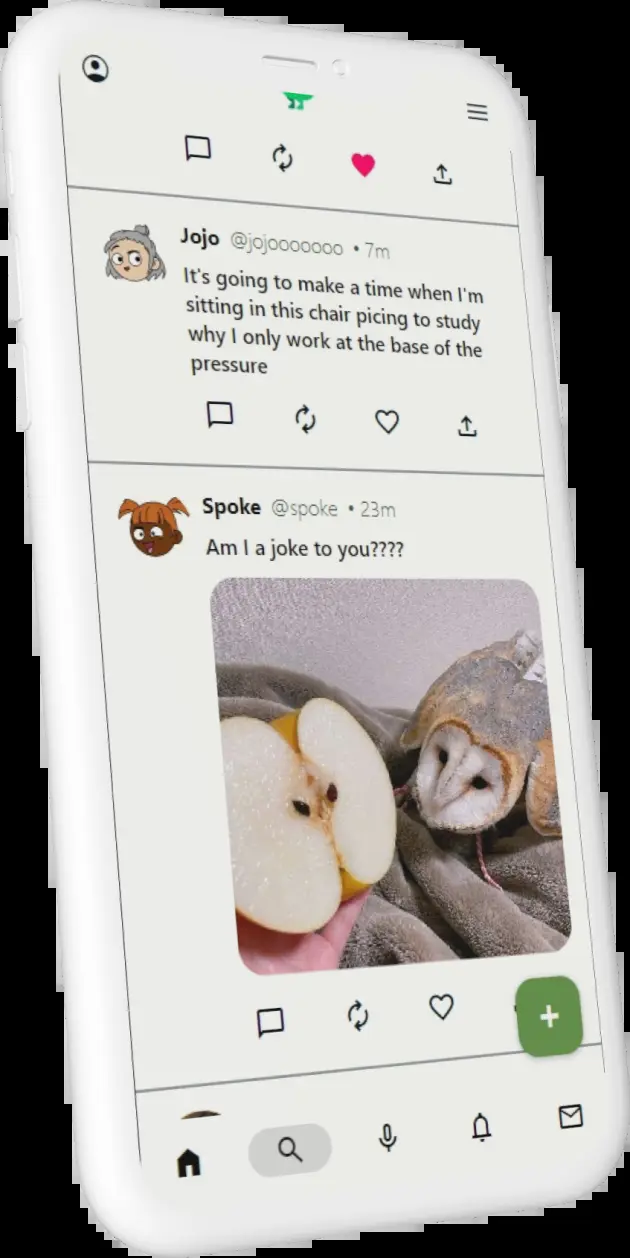 Jojo @jojooooooo • 7m
It's going to make a time when I'm
sitting in this chair picing to study
why I only work at the base of the
pressure
Spoke @spoke • 23m
Am I a joke to you????